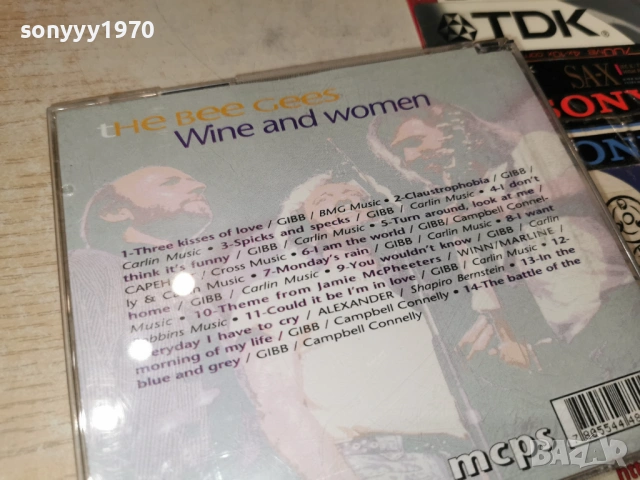 sonyyy1970
TDK
SA-X
SONY
tHe Bee Gees
Wine and women
1-Three kisses of love / GIBB / BMG Music • 2-Claustrophobia / GIBB /
Carlin Music • 3-Spicks and specks / GIBB / Carlin Music • 4-I don't
think it's funny / GIBB / Carlin Music • 5-Turn around, look at me /
CAPEH / Cross Music • 6-I am the world / GIBB/ Campbell Connel-
ly & Carlin Music • 7-Monday's rain / GIBB / Carlin Music • 8-I want
home / GIBB / Carlin Music • 9-You wouldn't know / GIBB / Carlin
Music • 10-Theme from Jamie McPheeters / WINN/MARLINE /
bbins Music • 11-Could it be I'm in love / GIBB / Carlin Music • 12-
eryday I have to cry / ALEXANDER / Shapiro Bernstein • 13-In the
morning of my life / GIBB / Campbell Connelly • 14-The battle of the
blue and grey / GIBB / Campbell Connelly
mcps
BAZAR